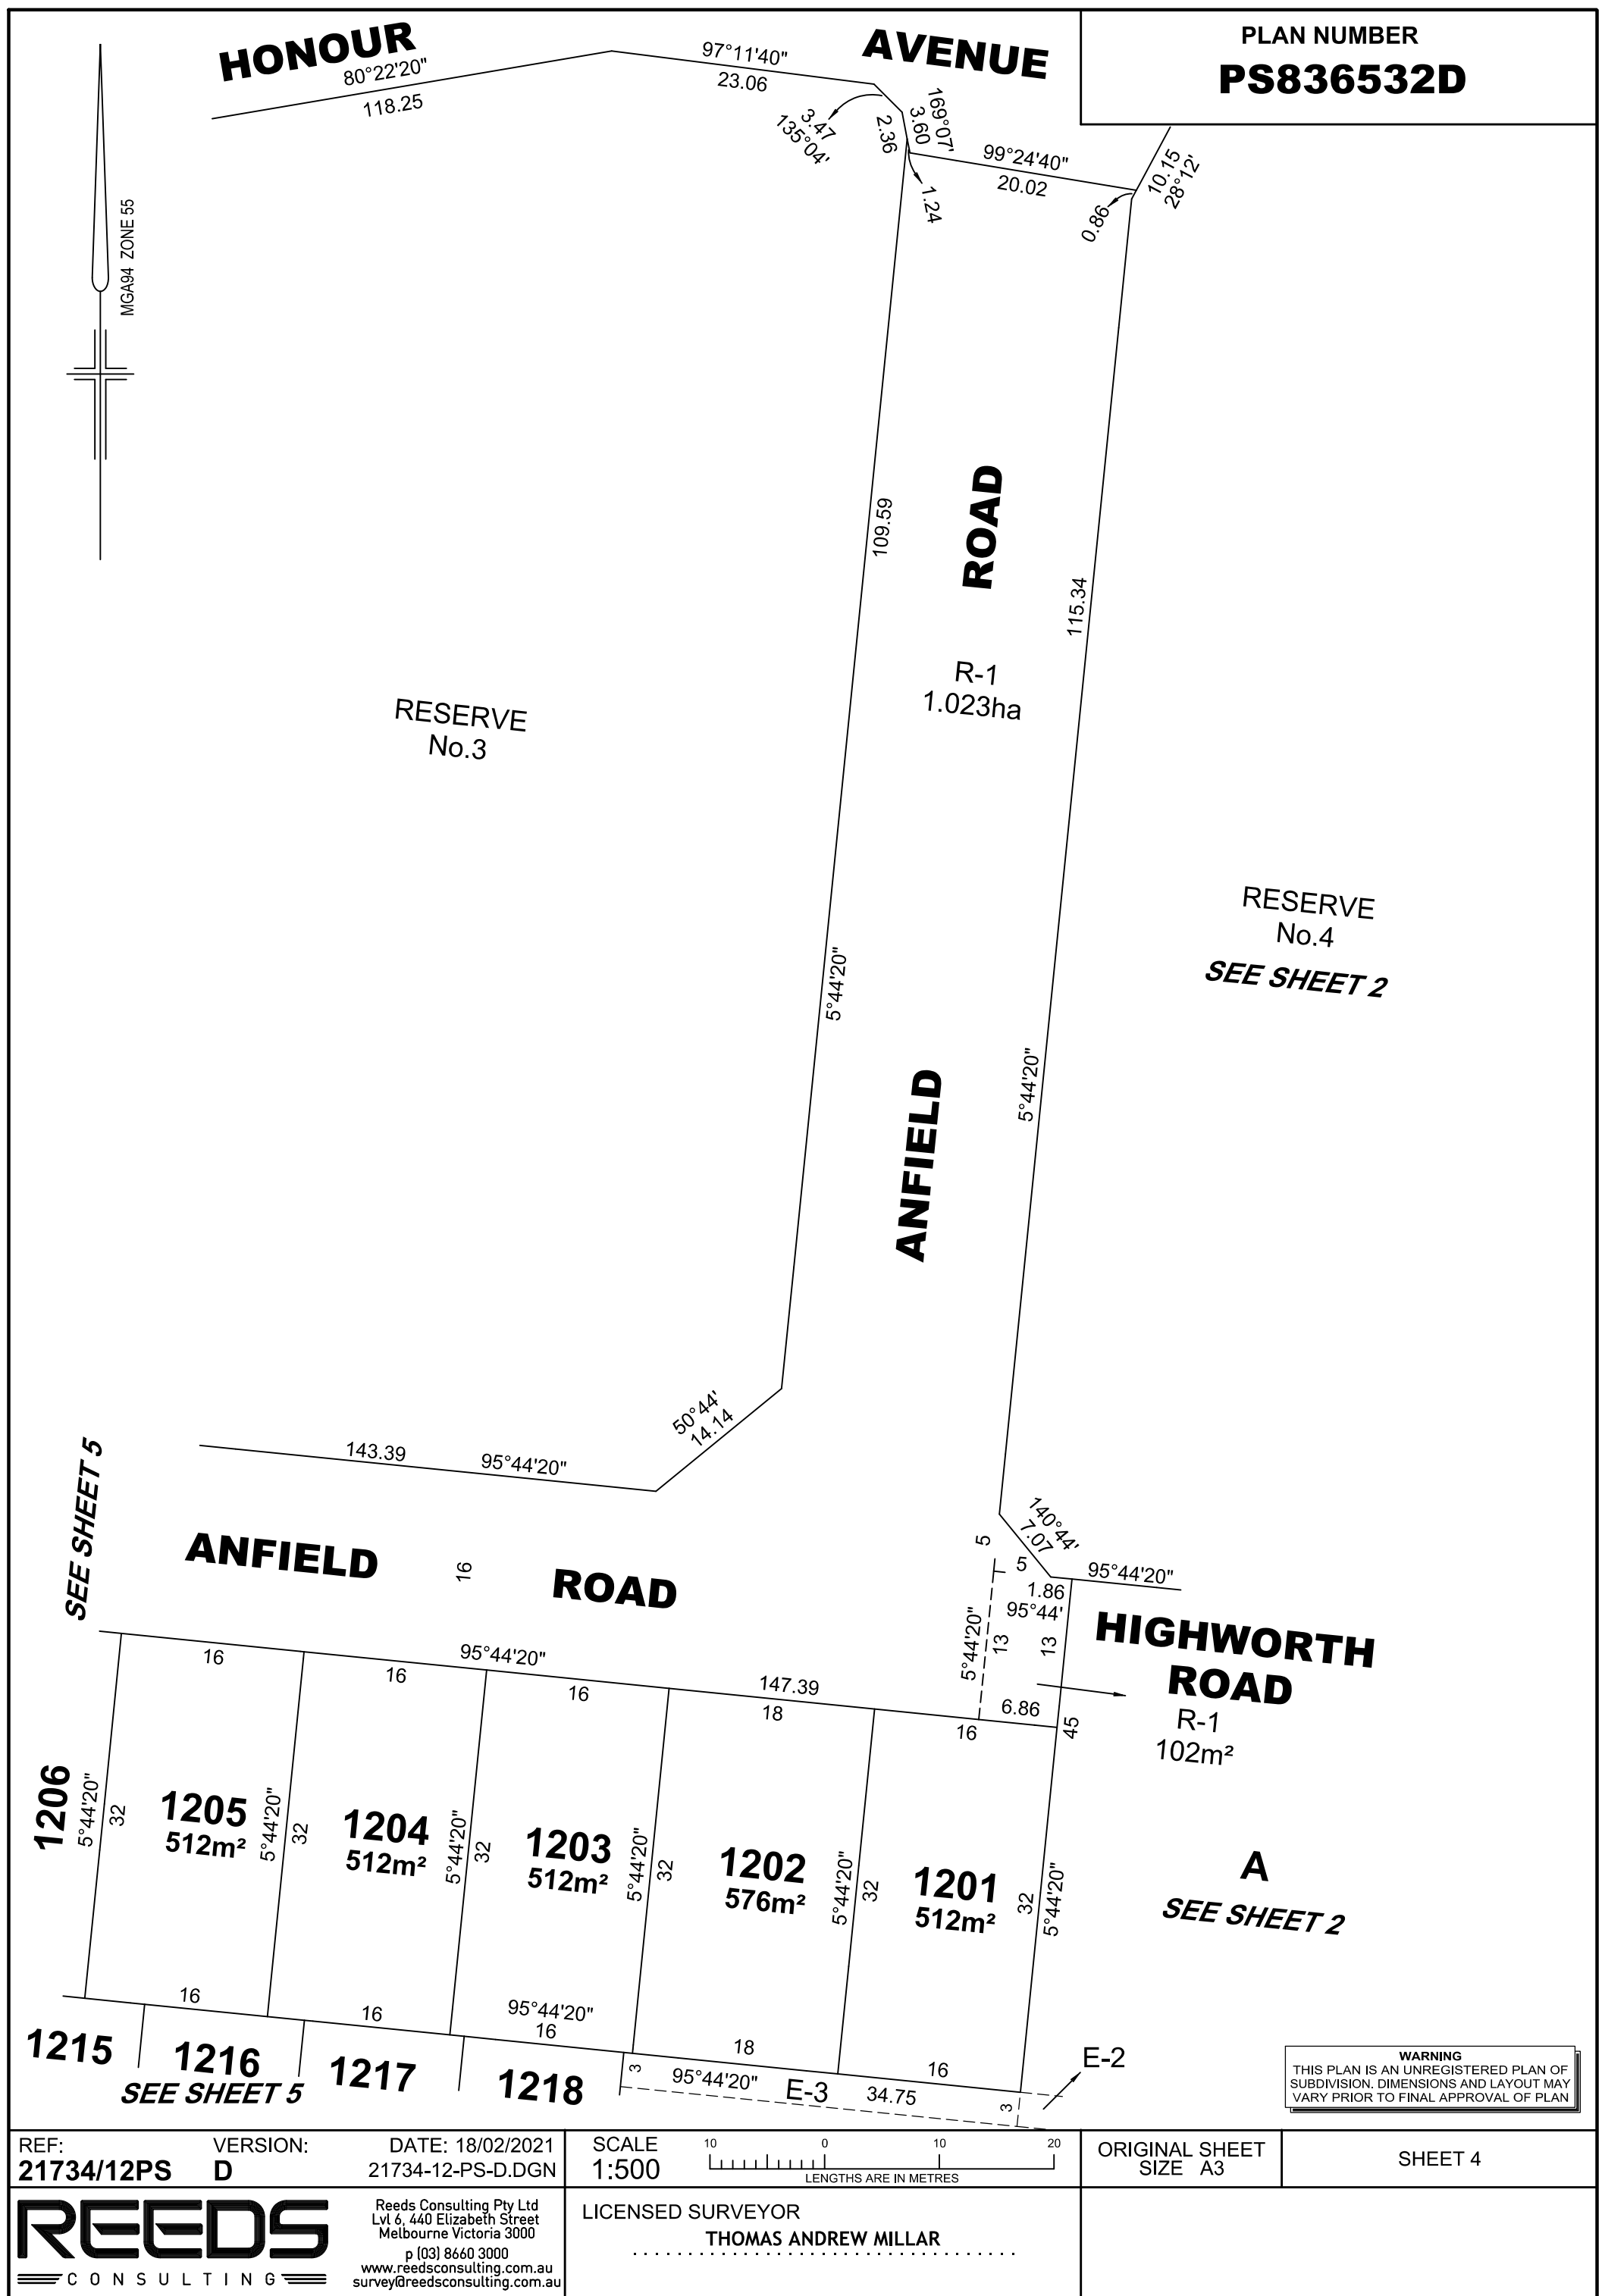 PLAN NUMBER
PS836532D
HONOUR
AVENUE
80°22'20"
118.25
97°11'40"
23.06
3.47
135°04'
2.36
169°07'
3.60
1.24
99°24'40"
20.02
10.15
28°12'
0.86
MGA94 ZONE 55
109.59
ROAD
115.34
R-1
1.023ha
RESERVE
No.3
RESERVE
No.4
SEE SHEET 2
5°44'20"
5°44'20"
ANFIELD
50°44'
14.14
143.39
95°44'20"
SEE SHEET 5
ANFIELD
16
ROAD
140°44'
7.07
5
5
95°44'20"
1.86
95°44'
5°44'20"
13
13
HIGHWORTH
ROAD
R-1
102m²
6.86
45
95°44'20"
147.39
16
16
16
18
16
1206
5°44'20"
32
1205
512m²
5°44'20"
32
1204
512m²
5°44'20"
32
1203
512m²
5°44'20"
32
1202
576m²
5°44'20"
32
1201
512m²
32
5°44'20"
A
SEE SHEET 2
16
16
95°44'20"
16
18
16
1215
1216
SEE SHEET 5
1217
1218
3
95°44'20"
E-3
34.75
3
E-2
WARNING
THIS PLAN IS AN UNREGISTERED PLAN OF
SUBDIVISION. DIMENSIONS AND LAYOUT MAY
VARY PRIOR TO FINAL APPROVAL OF PLAN
REF:
21734/12PS
VERSION:
D
DATE: 18/02/2021
21734-12-PS-D.DGN
SCALE
1:500
10 0 10 20
LENGTHS ARE IN METRES
ORIGINAL SHEET
SIZE A3
SHEET 4
REEDS
CONSULTING
Reeds Consulting Pty Ltd
Lvl 6, 440 Elizabeth Street
Melbourne Victoria 3000
p (03) 8660 3000
www.reedsconsulting.com.au
survey@reedsconsulting.com.au
LICENSED SURVEYOR
THOMAS ANDREW MILLAR